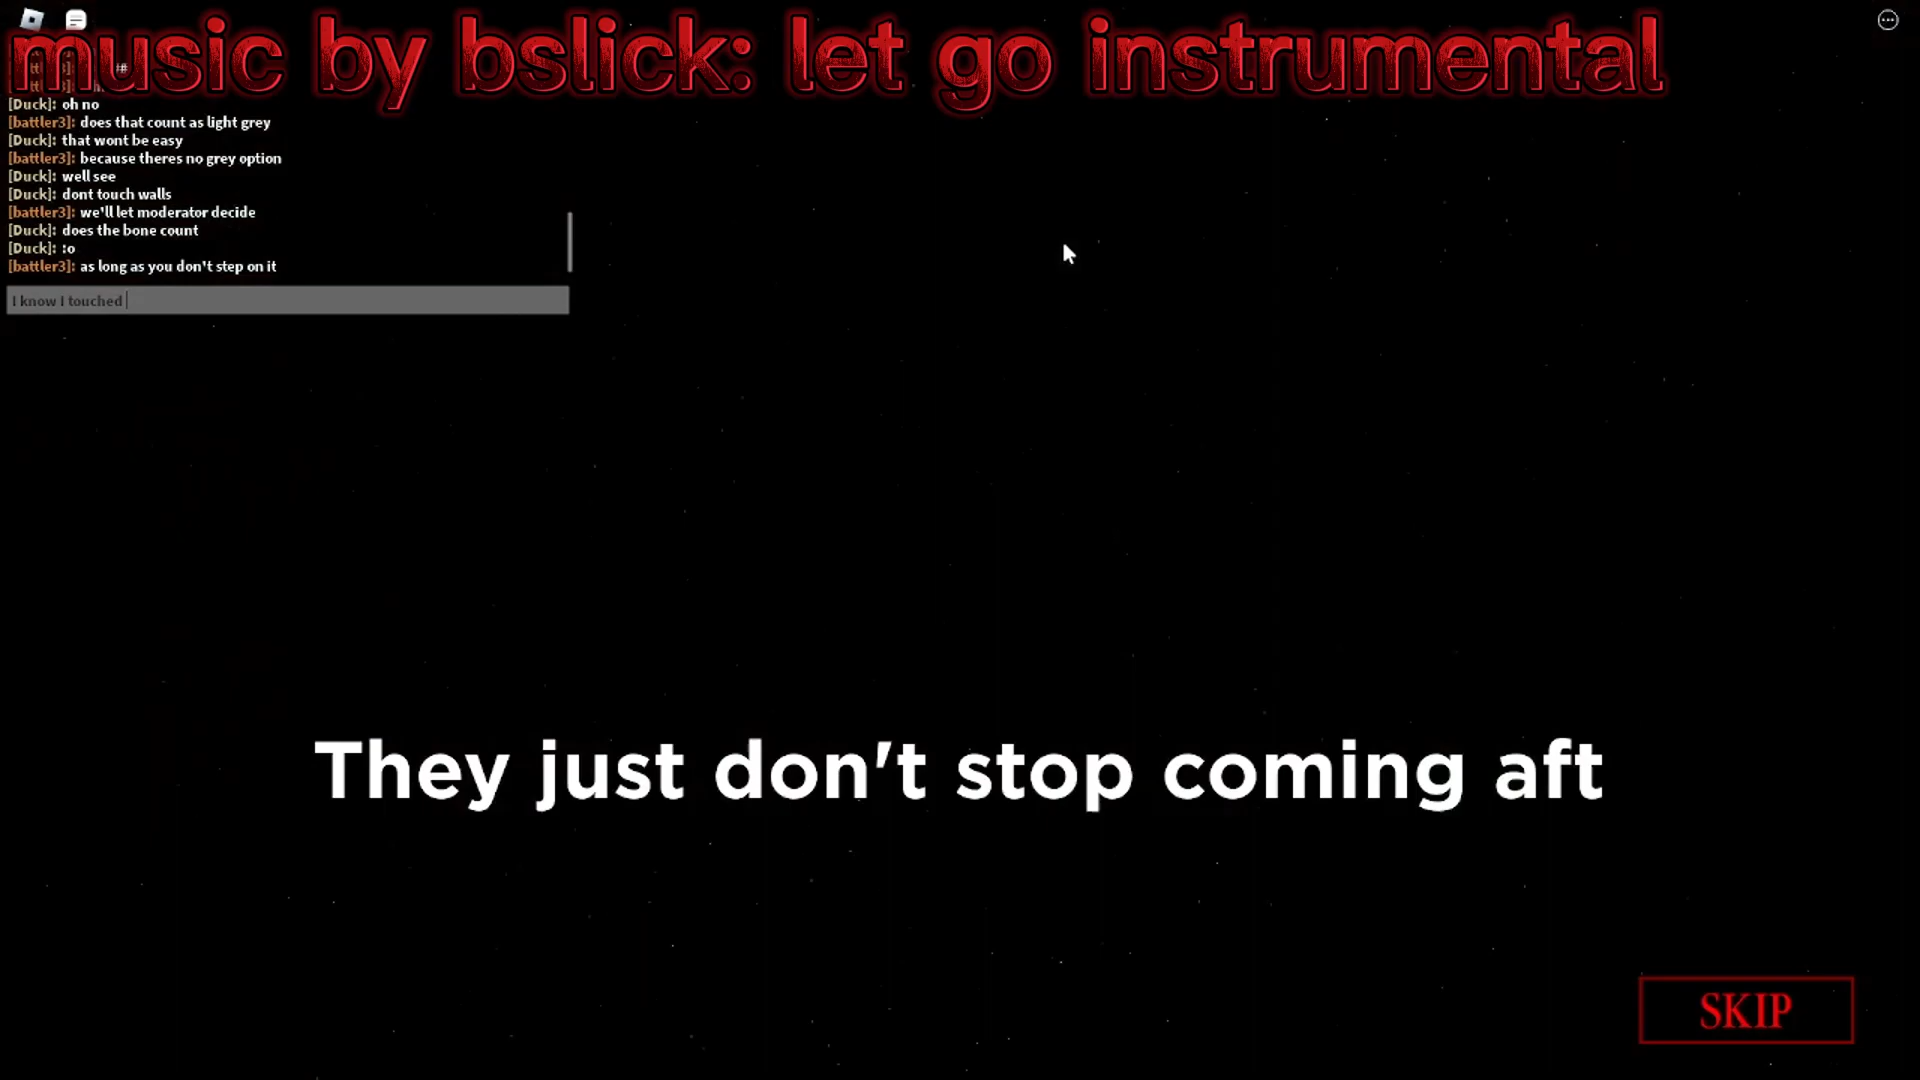 music by bslick: let go instrumental
[Duck]: oh no
[battler3]: does that count as light grey
[Duck]: that wont be easy
[battler3]: because theres no grey option
[Duck]: well see
[Duck]: dont touch walls
[battler3]: we'll let moderator decide
[Duck]: does the bone count
[Duck]: :o
[battler3]: as long as you don't step on it
I know I touched
They just don't stop coming aft
SKIP